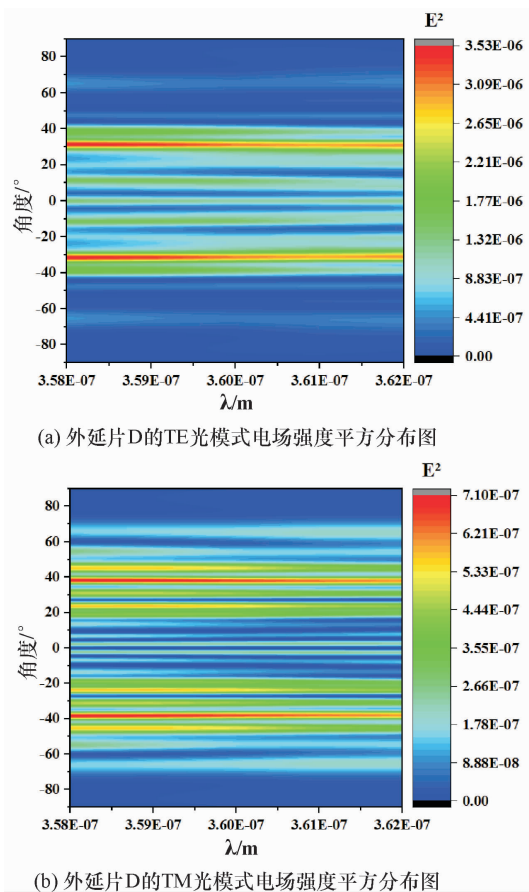 E²
80
60
40
20
0
-20
-40
-60
-80
角度/°
3.58E-07 3.59E-07 3.60E-07 3.61E-07 3.62E-07
λ/m
3.53E-06
3.09E-06
2.65E-06
2.21E-06
1.77E-06
1.32E-06
8.83E-07
4.41E-07
0.00
(a) 外延片D的TE光模式电场强度平方分布图
E²
80
60
40
20
0
-20
-40
-60
-80
角度/°
3.58E-07 3.59E-07 3.60E-07 3.61E-07 3.62E-07
λ/m
7.10E-07
6.21E-07
5.33E-07
4.44E-07
3.55E-07
2.66E-07
1.78E-07
8.88E-08
0.00
(b) 外延片D的TM光模式电场强度平方分布图